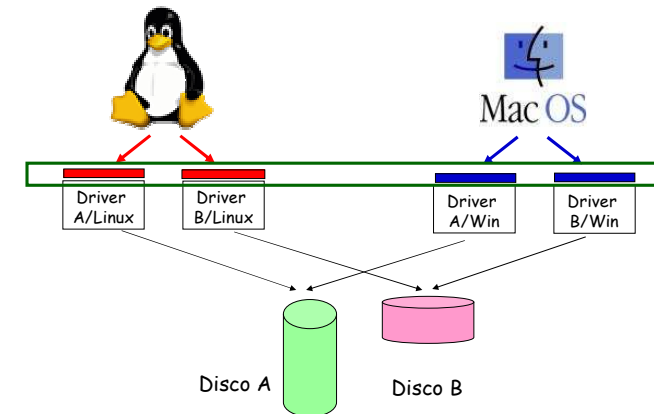 Mac OS
Driver
A/Linux
Driver
B/Linux
Driver
A/Win
Driver
B/Win
Disco A
Disco B